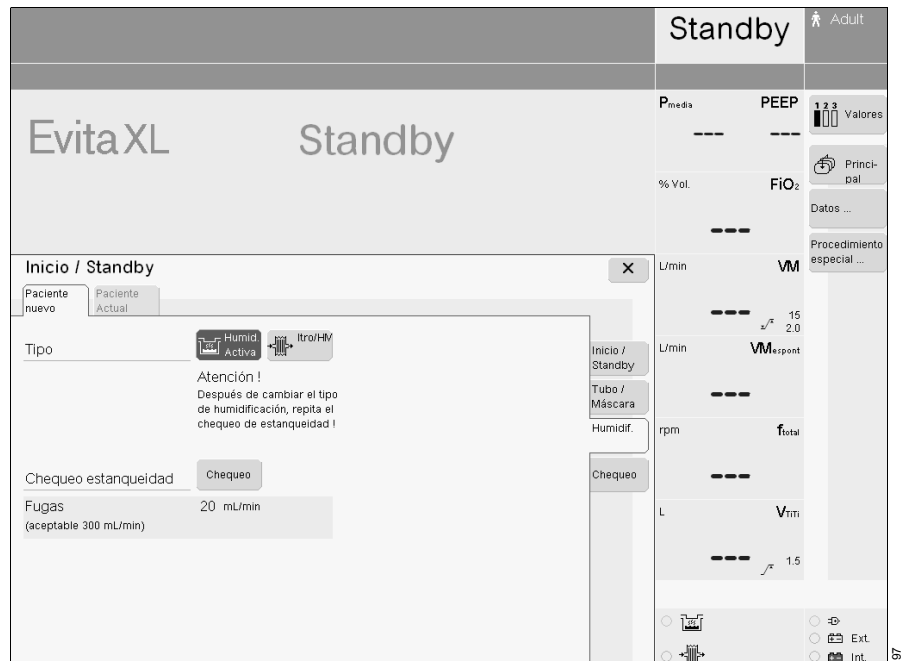 Standby
Adult
Evita XL Standby
Pmedia PEEP
--- ---
% Vol. FiO2
---
L/min VM
---
15
2.0
L/min VMespont
---
rpm ftotal
---
L VTiTi
---
1.5
1 2 3
Valores
Princi-
pal
Datos ...
Procedimiento
especial ...
Inicio / Standby
X
Paciente
nuevo
Paciente
Actual
Tipo
Humid.
Activa
ltro/HM
Atención !
Después de cambiar el tipo
de humidificación, repita el
chequeo de estanqueidad !
Chequeo estanqueidad
Chequeo
Fugas 20 mL/min
(aceptable 300 mL/min)
Inicio /
Standby
Tubo /
Máscara
Humidif.
Chequeo
Ext.
Int.
97